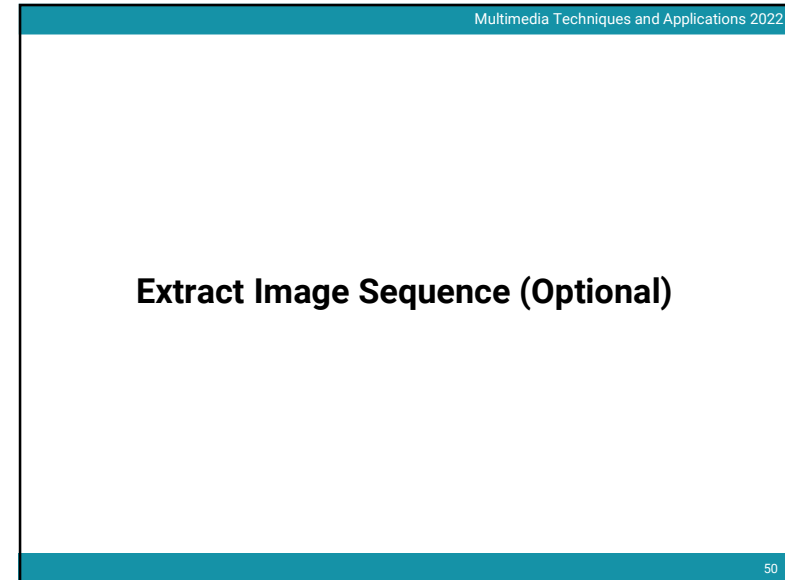 Multimedia Techniques and Applications 2022
Extract Image Sequence (Optional)
50